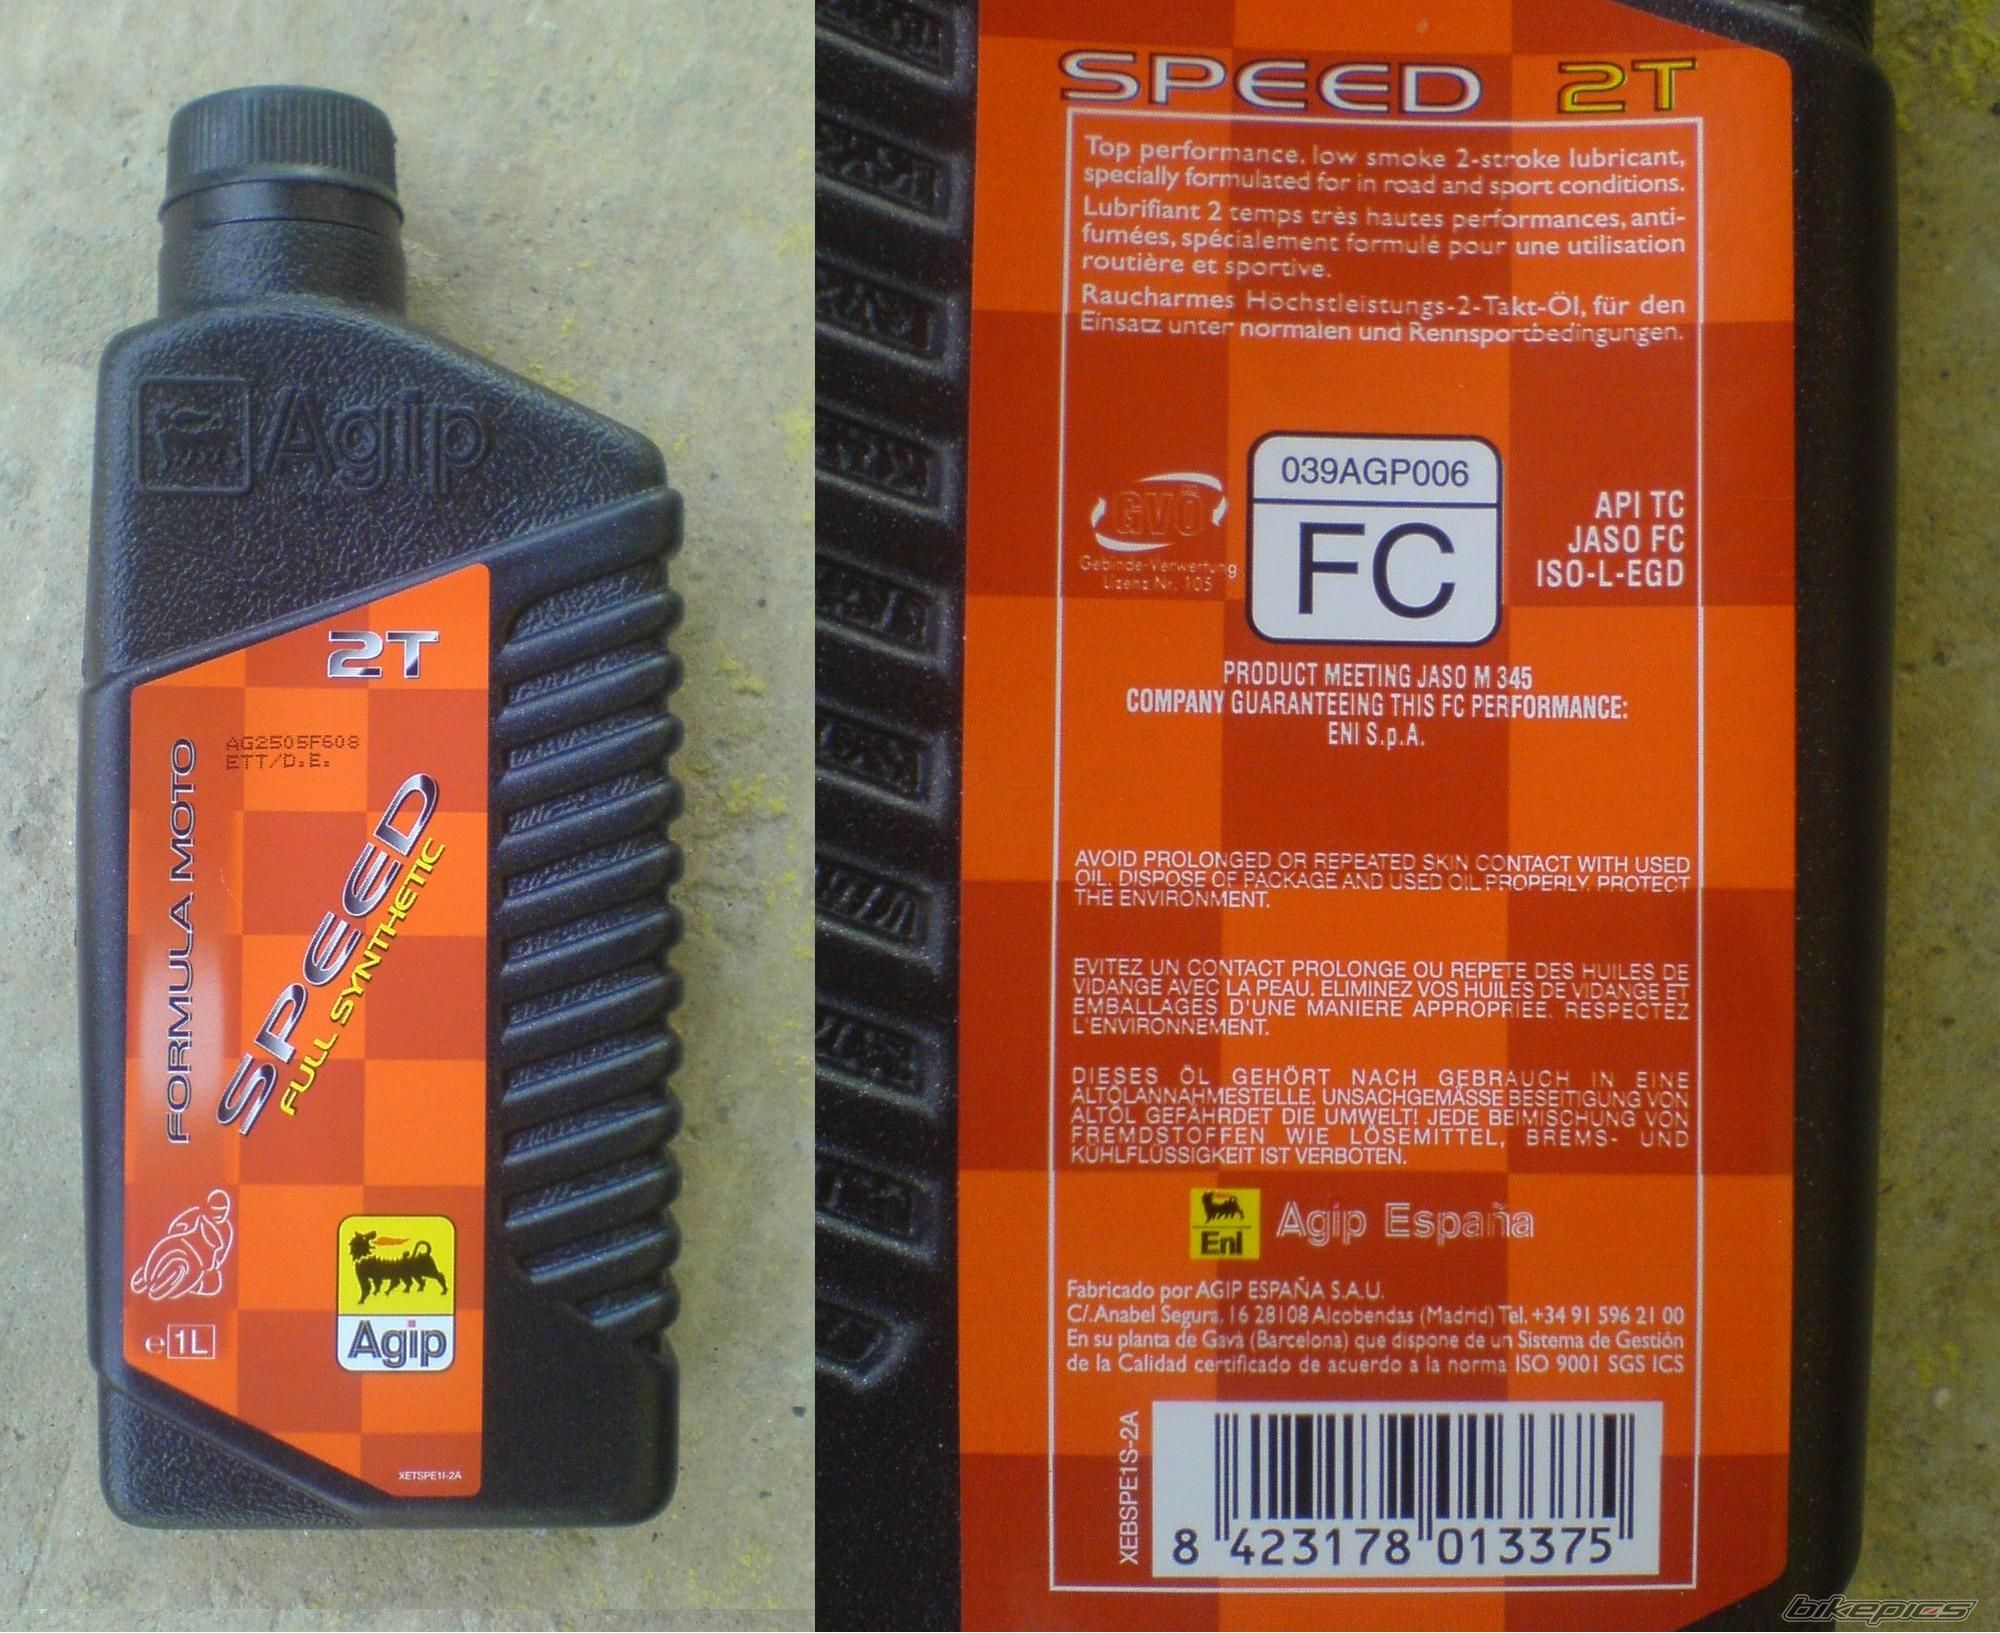 Agip
2T
AG2505F608
ETT/D.E.
FORMULA MOTO
SPEED
FULL SYNTHETIC
e 1L
Agip
XETSPE1I-2A
SPEED 2T
Top performance, low smoke 2-stroke lubricant,
specially formulated for in road and sport conditions.
Lubrifiant 2 temps très hautes performances, anti-
fumées, spécialement formulé pour une utilisation
routière et sportive.
Raucharmes Höchstleistungs-2-Takt-Öl, für den
Einsatz unter normalen und Rennsportbedingungen.
GVÖ
Gebinde-Verwertung
Lizenz Nr. 105
039AGP006
FC
API TC
JASO FC
ISO-L-EGD
PRODUCT MEETING JASO M 345
COMPANY GUARANTEEING THIS FC PERFORMANCE:
ENI S.p.A.
AVOID PROLONGED OR REPEATED SKIN CONTACT WITH USED
OIL. DISPOSE OF PACKAGE AND USED OIL PROPERLY. PROTECT
THE ENVIRONMENT.
EVITEZ UN CONTACT PROLONGE OU REPETE DES HUILES DE
VIDANGE AVEC LA PEAU. ELIMINEZ VOS HUILES DE VIDANGE ET
EMBALLAGES D'UNE MANIERE APPROPRIEE. RESPECTEZ
L'ENVIRONNEMENT.
DIESES ÖL GEHÖRT NACH GEBRAUCH IN EINE
ALTÖLANNAHMESTELLE. UNSACHGEMÄSSE BESEITIGUNG VON
ALTÖL GEFÄHRDET DIE UMWELT! JEDE BEIMISCHUNG VON
FREMDSTOFFEN WIE LÖSEMITTEL, BREMS- UND
KÜHLFLÜSSIGKEIT IST VERBOTEN.
EnI Agip España
Fabricado por AGIP ESPAÑA S.A.U.
C/. Anabel Segura, 16 28108 Alcobendas (Madrid) Tel. +34 91 596 21 00
En su planta de Gavà (Barcelona) que dispone de un Sistema de Gestión
de la Calidad certificado de acuerdo a la norma ISO 9001 SGS ICS
XEBSPE1S-2A
8 423178 013375
bikepics